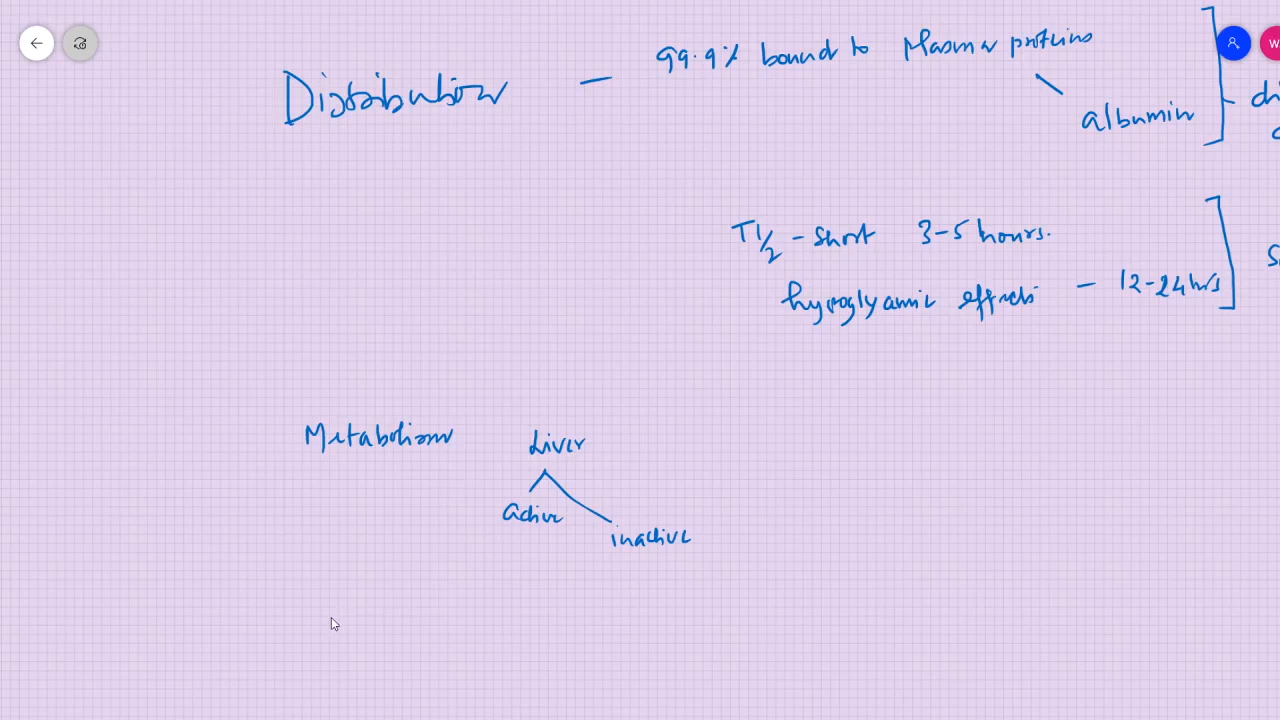 Distribution — 99.9% bound to Plasma proteins
albumin
T1/2 - Short 3-5 hours.
hypoglyamic effects — 12-24 hrs
Metabolism Liver
active
inactive